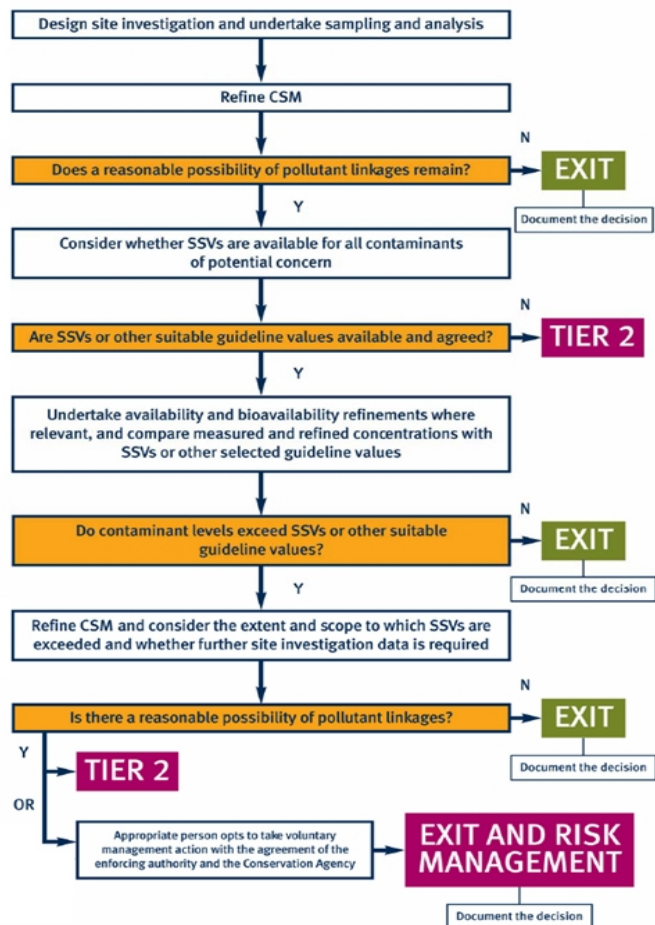 Design site investigation and undertake sampling and analysis
Refine CSM
N
Does a reasonable possibility of pollutant linkages remain?
EXIT
Y
Document the decision
Consider whether SSVs are available for all contaminants
of potential concern
N
Are SSVs or other suitable guideline values available and agreed?
TIER 2
Y
Undertake availability and bioavailability refinements where
relevant, and compare measured and refined concentrations with
SSVs or other selected guideline values
N
Do contaminant levels exceed SSVs or other suitable
guideline values?
EXIT
Y
Document the decision
Refine CSM and consider the extent and scope to which SSVs are
exceeded and whether further site investigation data is required
N
Is there a reasonable possibility of pollutant linkages?
EXIT
Y
TIER 2
Document the decision
OR
Appropriate person opts to take voluntary
management action with the agreement of the
enforcing authority and the Conservation Agency
EXIT AND RISK
MANAGEMENT
Document the decision